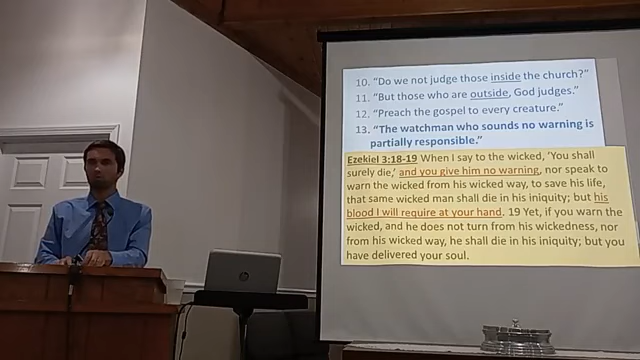 10. “Do we not judge those inside the church?”
11. “But those who are outside, God judges.”
12. “Preach the gospel to every creature.”
13. “The watchman who sounds no warning is
partially responsible.”
Ezekiel 3:18-19 When I say to the wicked, ‘You shall
surely die,’ and you give him no warning, nor speak to
warn the wicked from his wicked way, to save his life,
that same wicked man shall die in his iniquity; but his
blood I will require at your hand. 19 Yet, if you warn the
wicked, and he does not turn from his wickedness, nor
from his wicked way, he shall die in his iniquity; but you
have delivered your soul.